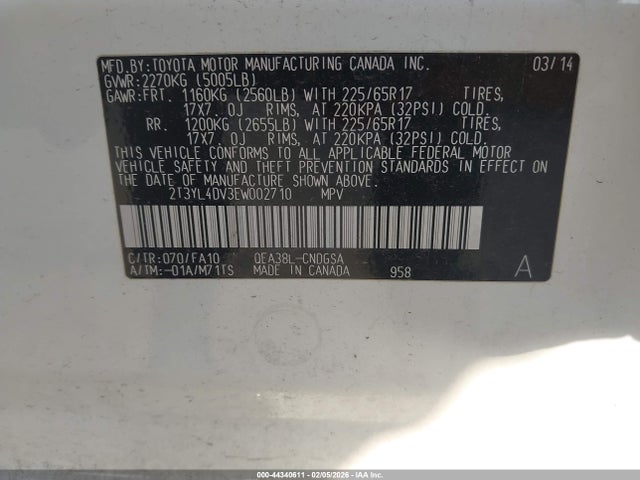 MFD.BY:TOYOTA MOTOR MANUFACTURING CANADA INC. 03/14
GVWR:2270KG (5005LB)
GAWR:FRT. 1160KG (2560LB) WITH 225/65R17 TIRES,
17X7.0J RIMS, AT 220KPA (32PSI) COLD.
RR. 1200KG (2655LB) WITH 225/65R17 TIRES,
17X7.0J RIMS, AT 220KPA (32PSI) COLD.
THIS VEHICLE CONFORMS TO ALL APPLICABLE FEDERAL MOTOR
VEHICLE SAFETY AND THEFT PREVENTION STANDARDS IN EFFECT ON
THE DATE OF MANUFACTURE SHOWN ABOVE.
2T3YL4DV3EW002710 MPV
C/TR:070/FA10 QEA38L-CNDGSA
A/TM:-01A/M71TS MADE IN CANADA 958 A
000-44340611 - 02/05/2026 - IAAI.com